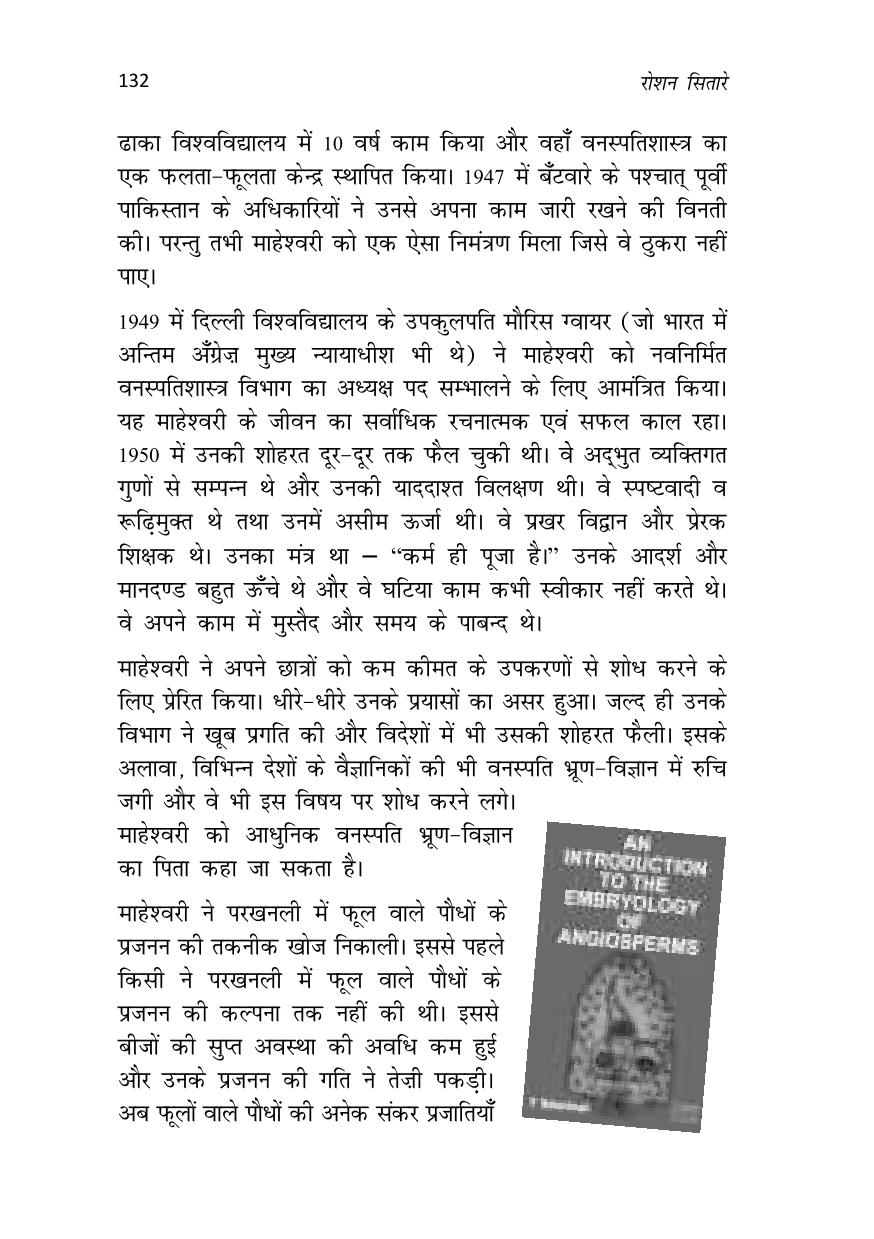 132 रोशन सितारे
ढाका विश्वविद्यालय में 10 वर्ष काम किया और वहाँ वनस्पतिशास्त्र का
एक फलता-फूलता केन्द्र स्थापित किया। 1947 में बँटवारे के पश्चात् पूर्वी
पाकिस्तान के अधिकारियों ने उनसे अपना काम जारी रखने की विनती
की। परन्तु तभी माहेश्वरी को एक ऐसा निमंत्रण मिला जिसे वे ठुकरा नहीं
पाए।
1949 में दिल्ली विश्वविद्यालय के उपकुलपति मौरिस ग्वायर (जो भारत में
अन्तिम अँग्रेज़ मुख्य न्यायाधीश भी थे) ने माहेश्वरी को नवनिर्मित
वनस्पतिशास्त्र विभाग का अध्यक्ष पद सम्भालने के लिए आमंत्रित किया।
यह माहेश्वरी के जीवन का सर्वाधिक रचनात्मक एवं सफल काल रहा।
1950 में उनकी शोहरत दूर-दूर तक फैल चुकी थी। वे अद्‌भुत व्यक्तिगत
गुणों से सम्पन्न थे और उनकी याददाश्त विलक्षण थी। वे स्पष्टवादी व
रूढ़िमुक्त थे तथा उनमें असीम ऊर्जा थी। वे प्रखर विद्वान और प्रेरक
शिक्षक थे। उनका मंत्र था – “कर्म ही पूजा है।” उनके आदर्श और
मानदण्ड बहुत ऊँचे थे और वे घटिया काम कभी स्वीकार नहीं करते थे।
वे अपने काम में मुस्तैद और समय के पाबन्द थे।
माहेश्वरी ने अपने छात्रों को कम कीमत के उपकरणों से शोध करने के
लिए प्रेरित किया। धीरे-धीरे उनके प्रयासों का असर हुआ। जल्द ही उनके
विभाग ने खूब प्रगति की और विदेशों में भी उसकी शोहरत फैली। इसके
अलावा, विभिन्न देशों के वैज्ञानिकों की भी वनस्पति भ्रूण-विज्ञान में रुचि
जगी और वे भी इस विषय पर शोध करने लगे।
माहेश्वरी को आधुनिक वनस्पति भ्रूण-विज्ञान
का पिता कहा जा सकता है।
माहेश्वरी ने परखनली में फूल वाले पौधों के
प्रजनन की तकनीक खोज निकाली। इससे पहले
किसी ने परखनली में फूल वाले पौधों के
प्रजनन की कल्पना तक नहीं की थी। इससे
बीजों की सुप्त अवस्था की अवधि कम हुई
और उनके प्रजनन की गति ने तेज़ी पकड़ी।
अब फूलों वाले पौधों की अनेक संकर प्रजातियाँ
AN
INTRODUCTION
TO THE
EMBRYOLOGY
OF
ANGIOSPERMS